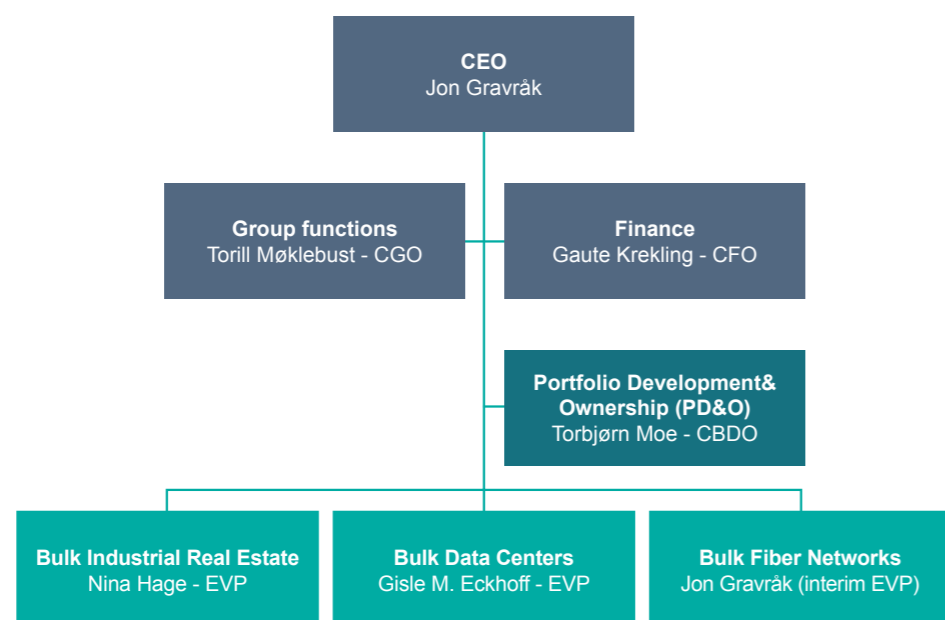 CEO
Jon Gravråk
Group functions
Torill Møklebust - CGO
Finance
Gaute Krekling - CFO
Portfolio Development&
Ownership (PD&O)
Torbjørn Moe - CBDO
Bulk Industrial Real Estate
Nina Hage - EVP
Bulk Data Centers
Gisle M. Eckhoff - EVP
Bulk Fiber Networks
Jon Gravråk (interim EVP)